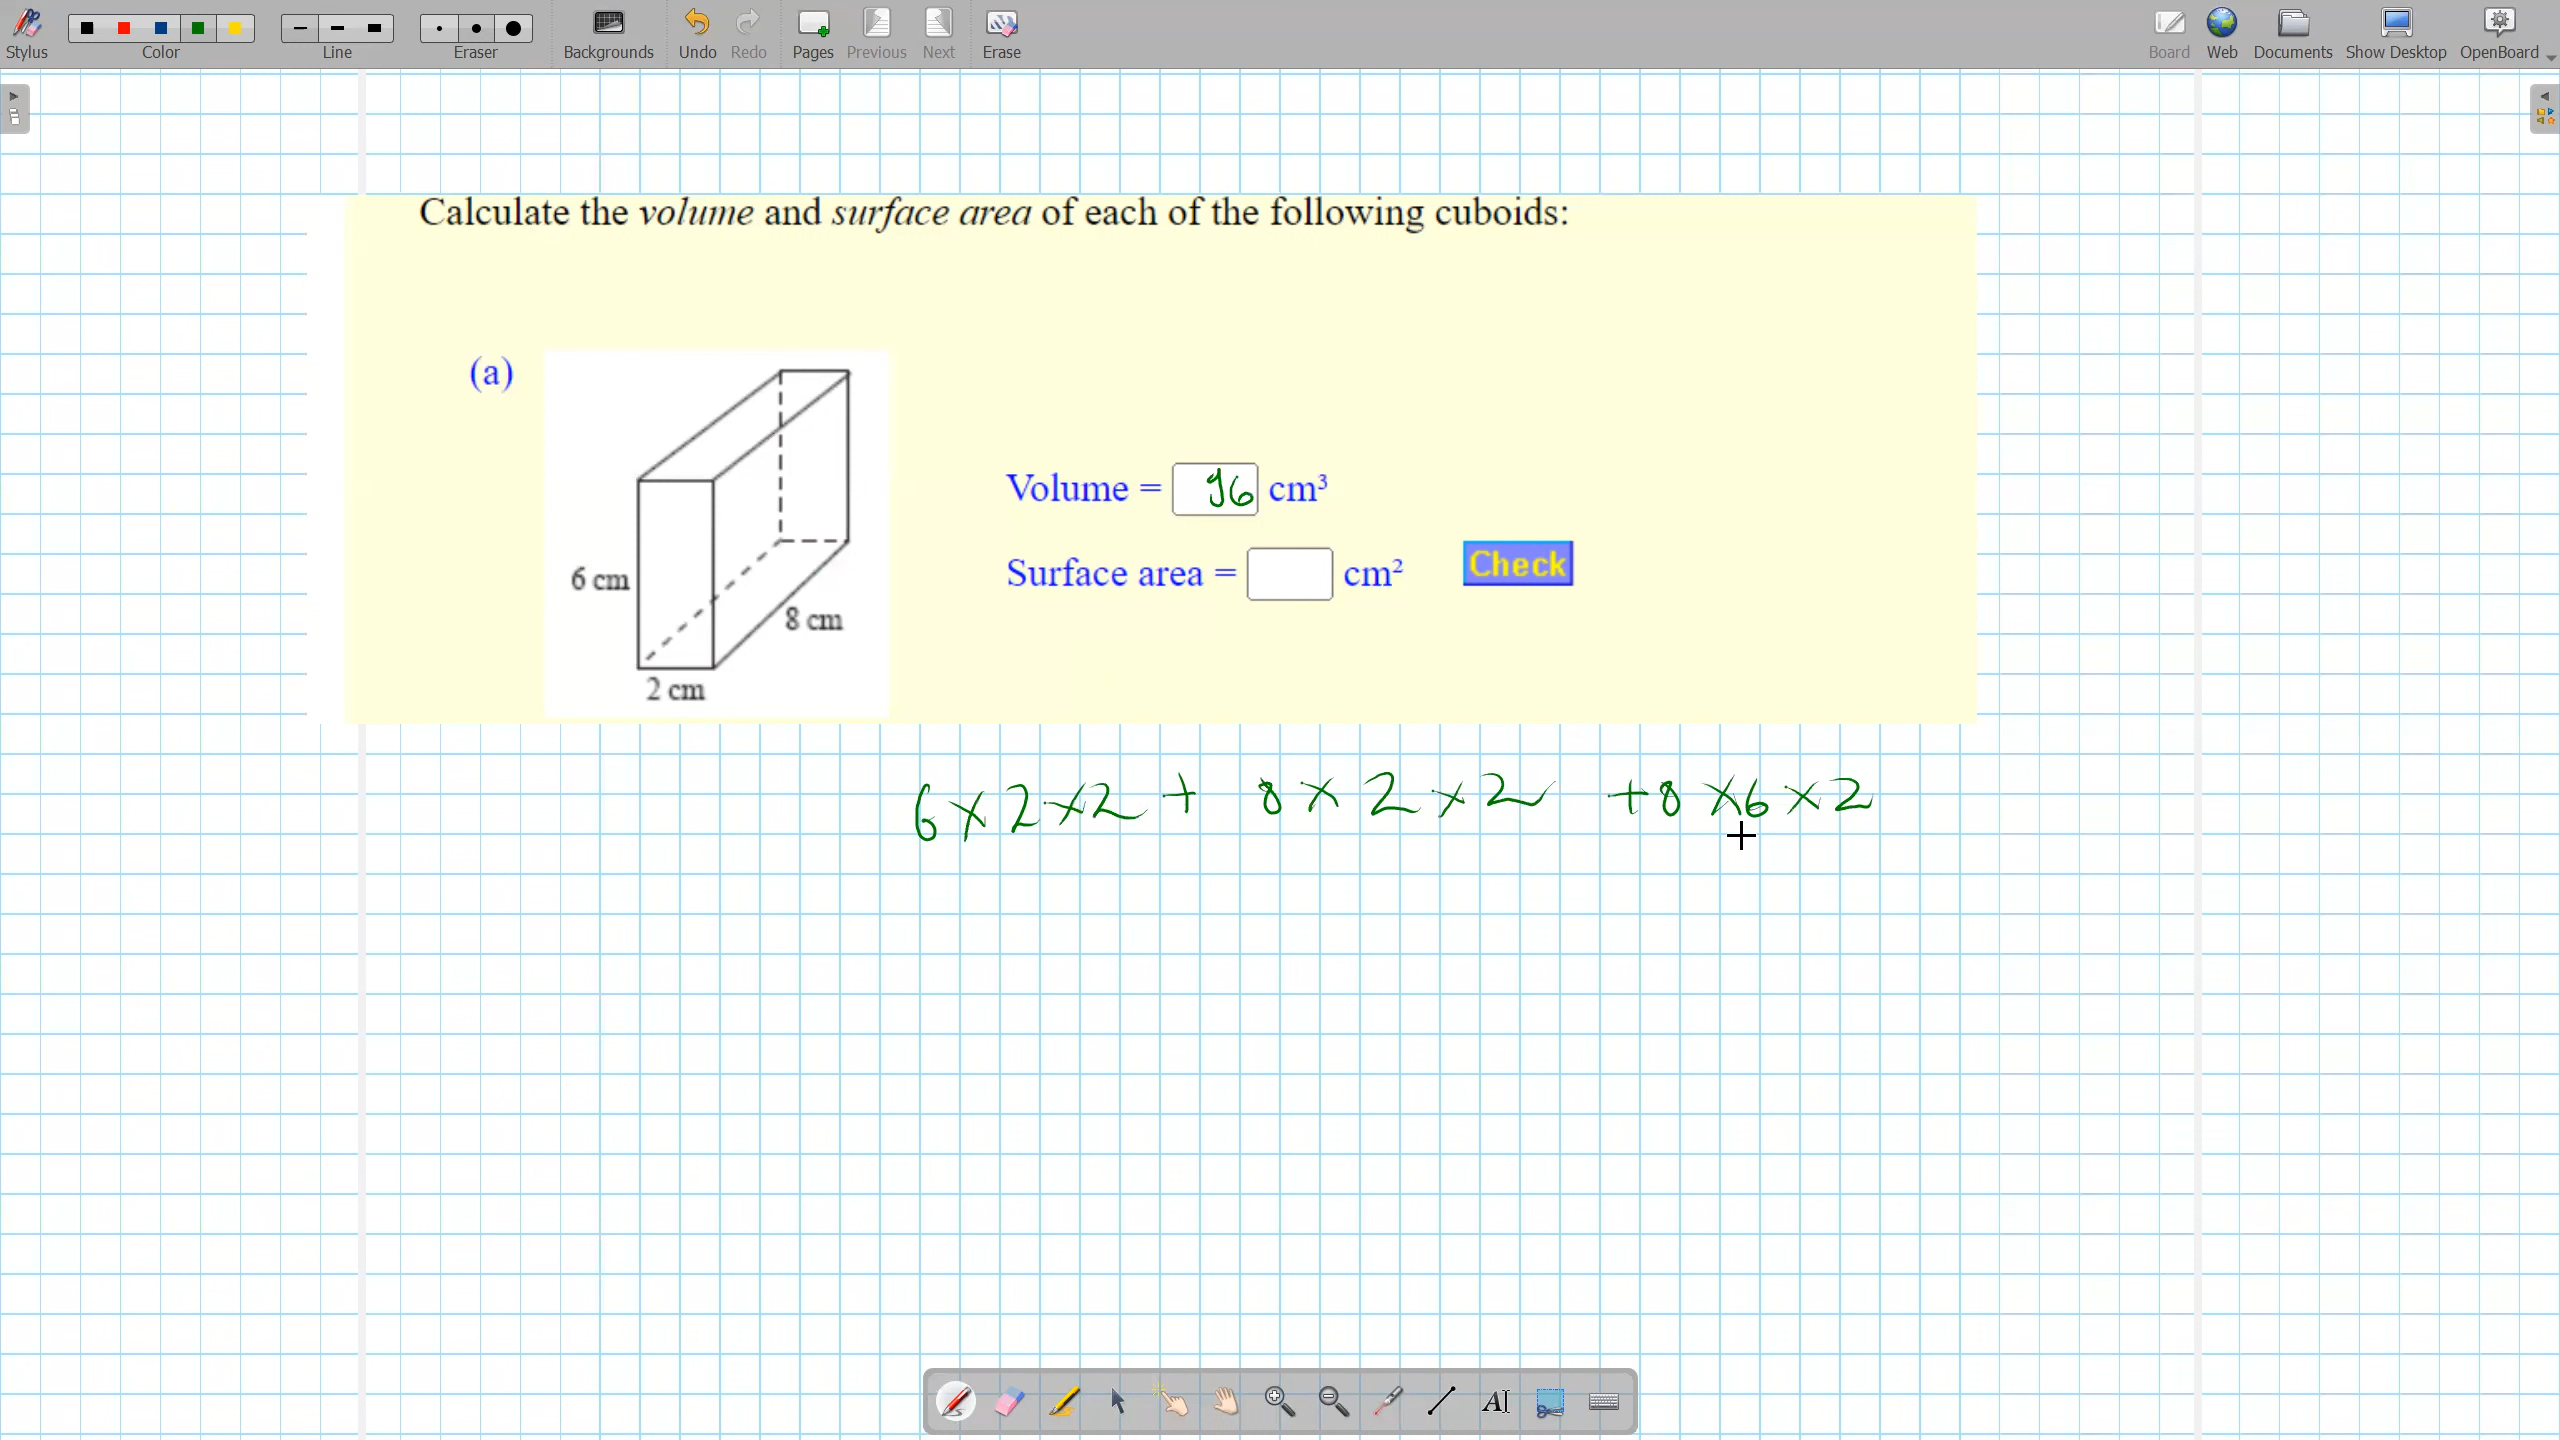 Stylus Color Line Eraser Backgrounds Undo Redo Pages Previous Next Erase Board Web Documents Show Desktop OpenBoard
Calculate the volume and surface area of each of the following cuboids:
(a)
Volume = 96 cm³
Surface area = cm²
Check
6 cm
8 cm
2 cm
6 × 2 × 2 + 8 × 2 × 2 + 8 × 6 × 2
AI